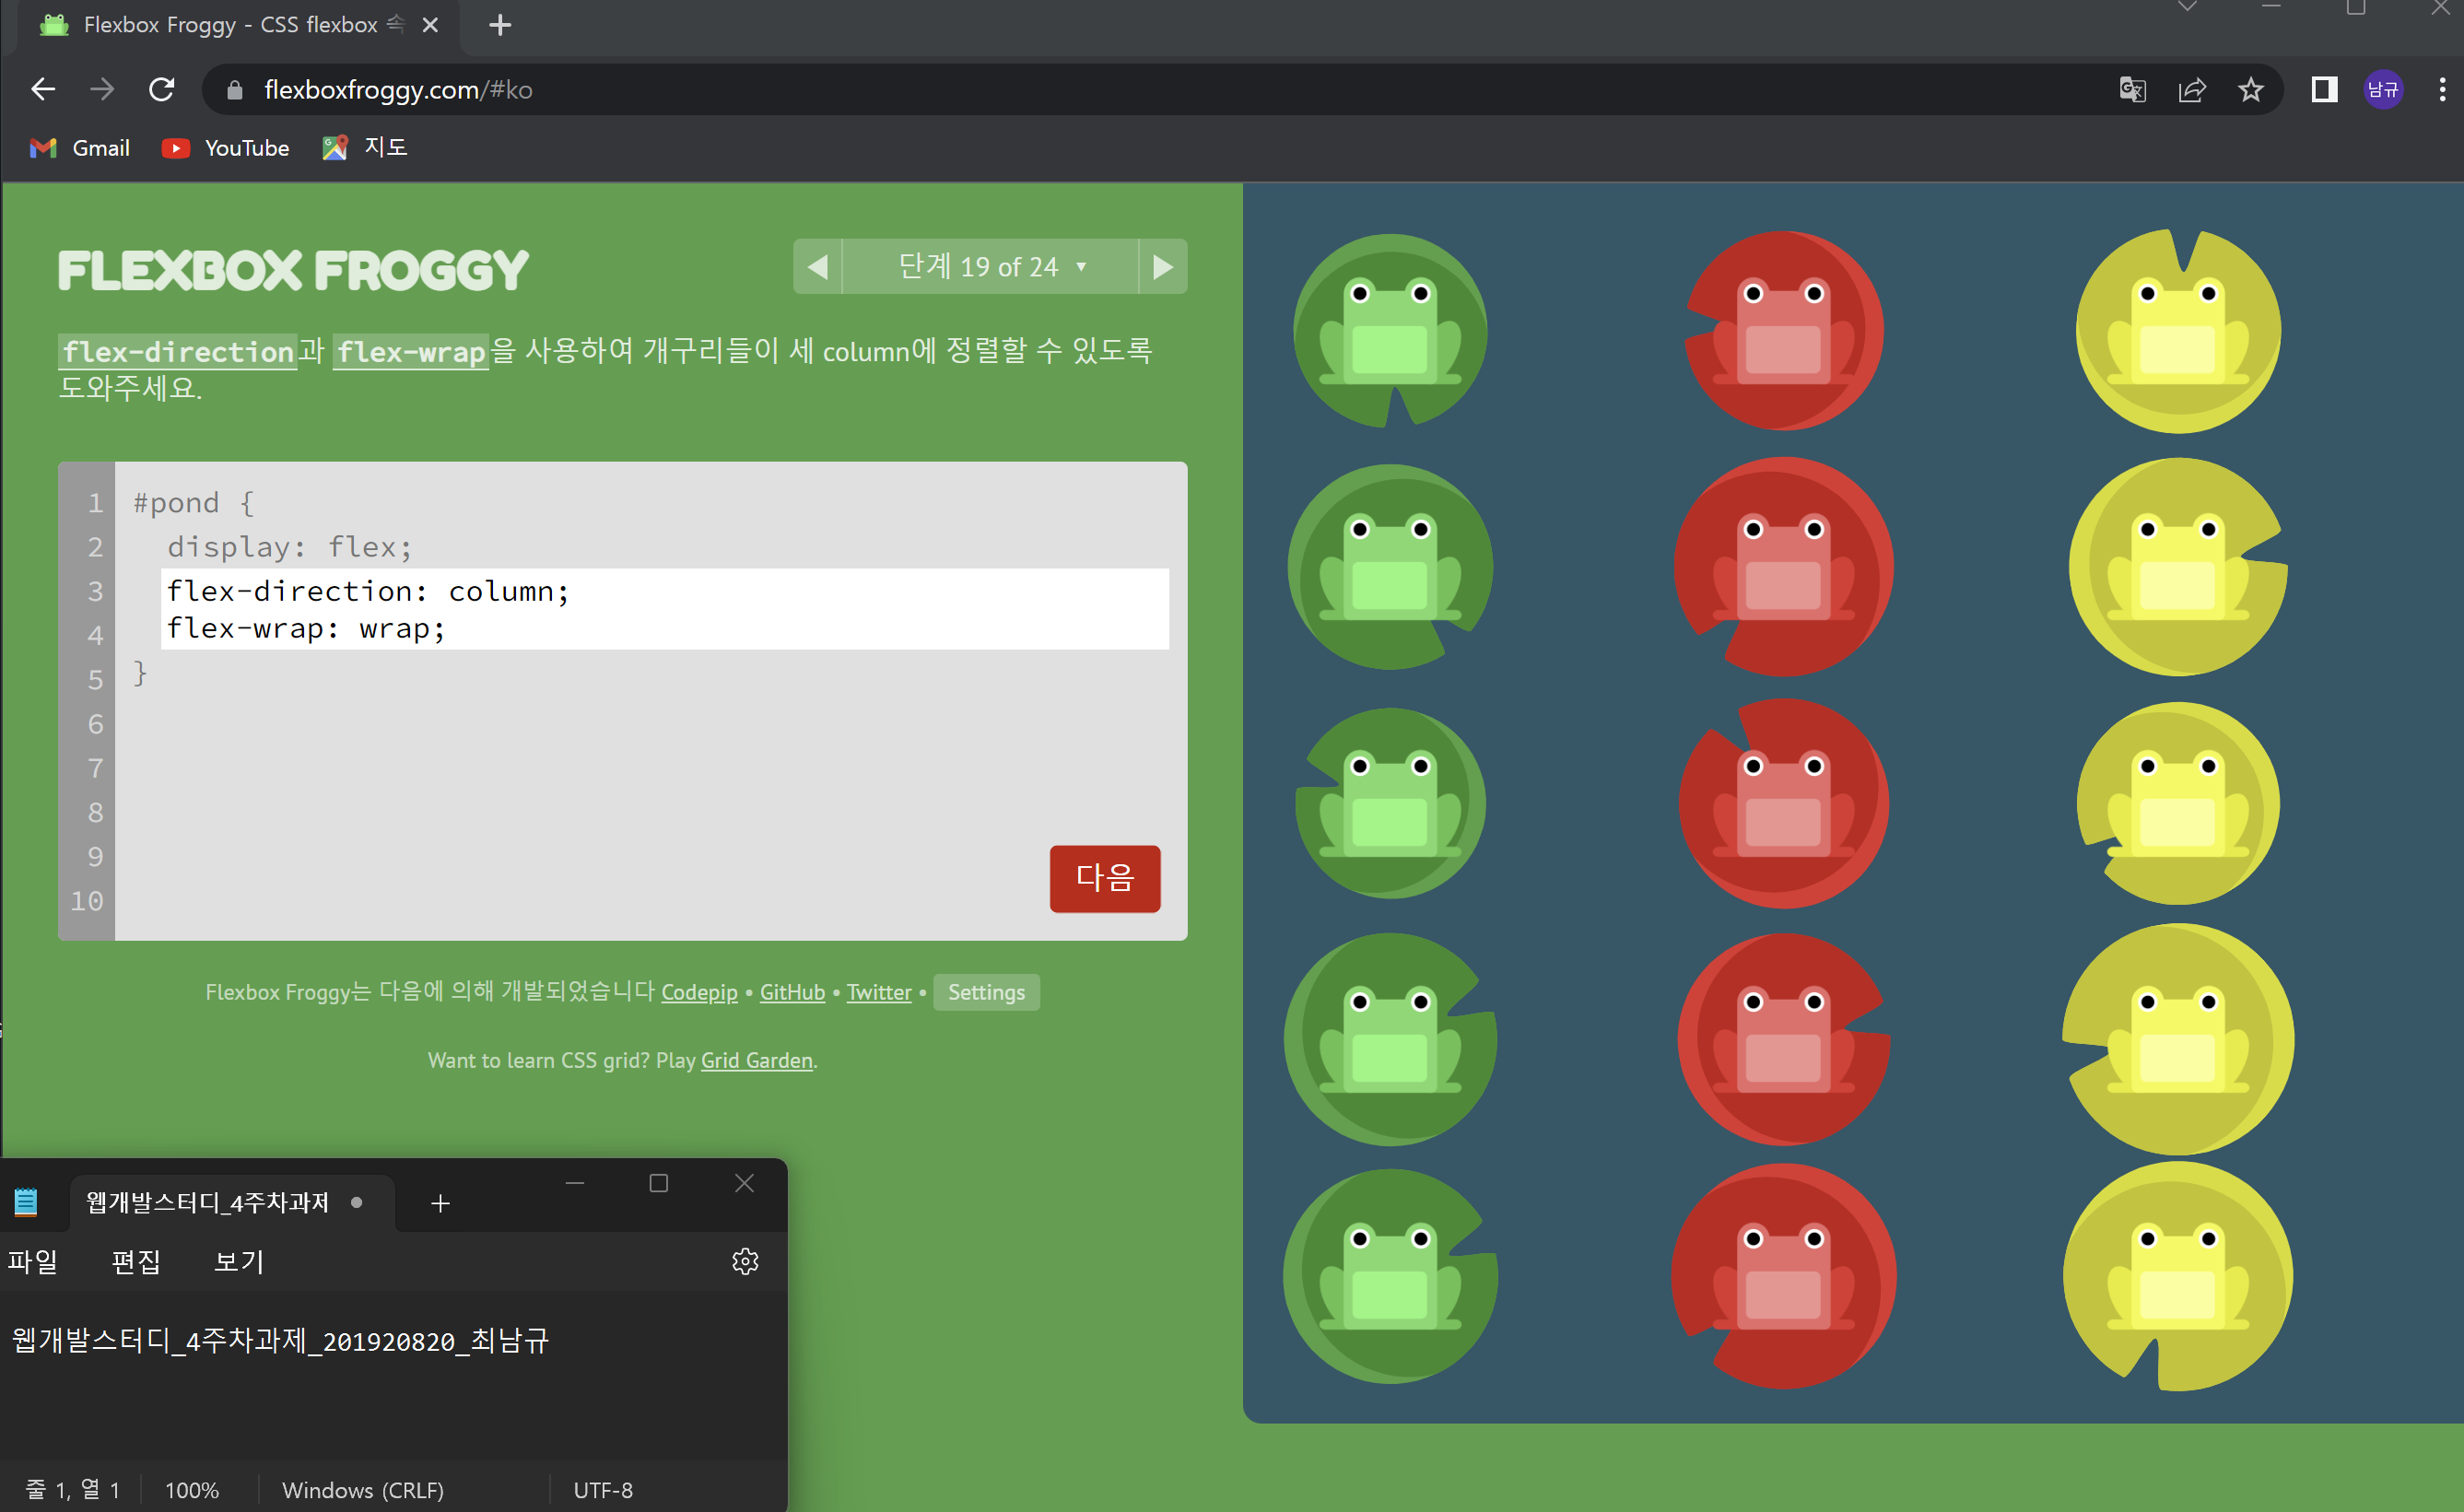 Flexbox Froggy - CSS flexbox 속
flexboxfroggy.com/#ko
남규
Gmail
YouTube
지도
FLEXBOX FROGGY
단계 19 of 24 ▼
flex-direction과 flex-wrap을 사용하여 개구리들이 세 column에 정렬할 수 있도록
도와주세요.
1 #pond {
2 display: flex;
3 flex-direction: column;
4 flex-wrap: wrap;
5 }
6
7
8
9
10
다음
Flexbox Froggy는 다음에 의해 개발되었습니다 Codepip • GitHub • Twitter • Settings
Want to learn CSS grid? Play Grid Garden.
웹개발스터디_4주차과제
파일 편집 보기
웹개발스터디_4주차과제_201920820_최남규
줄 1, 열 1 100% Windows (CRLF) UTF-8